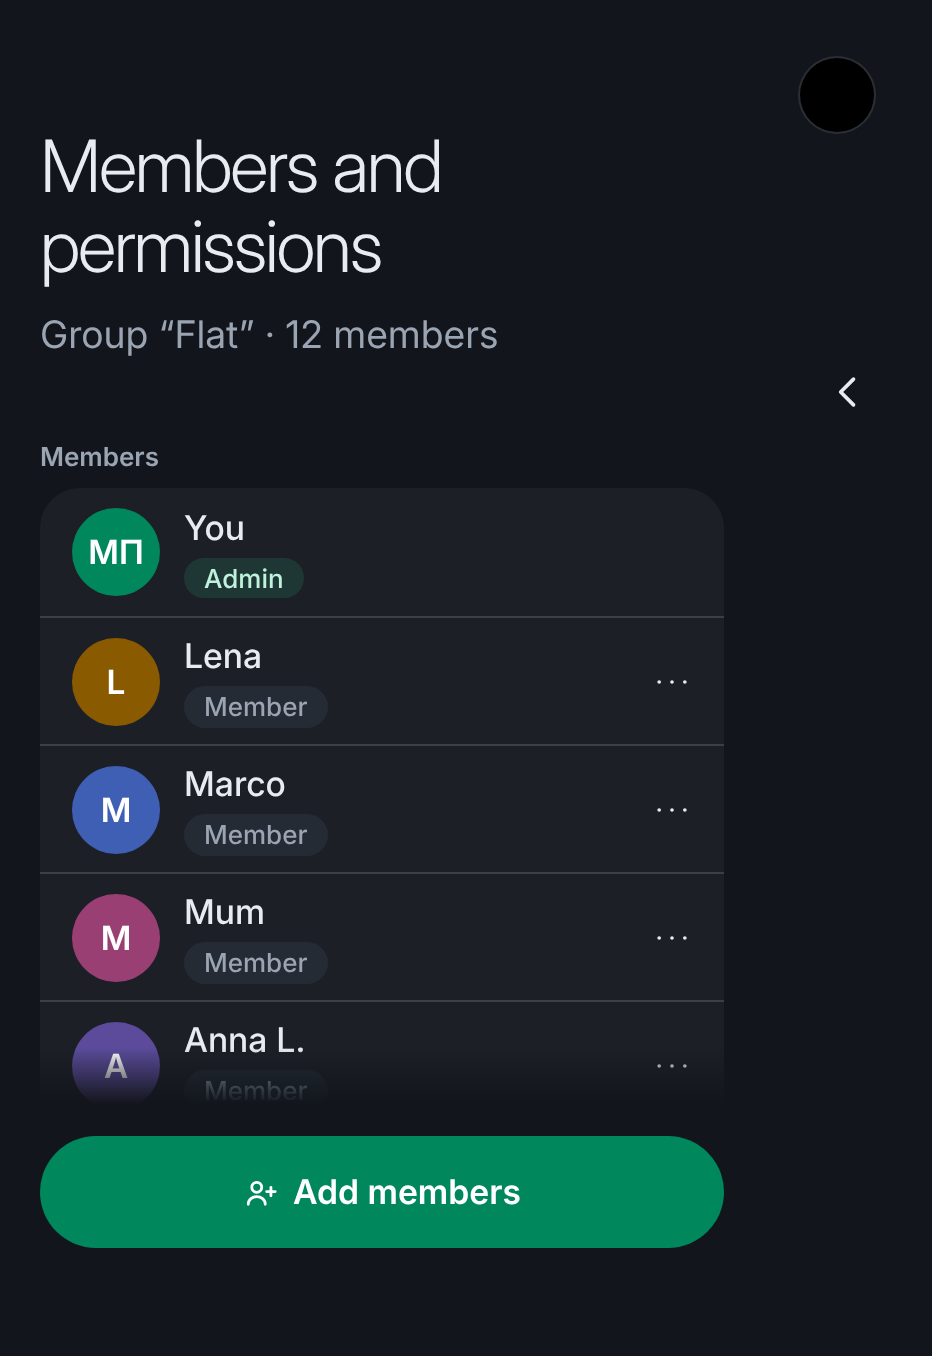 Members and
permissions
Group “Flat” · 12 members
Members
МП
You
Admin
L
Lena
Member
...
M
Marco
Member
...
M
Mum
Member
...
A
Anna L.
Member
...
Add members